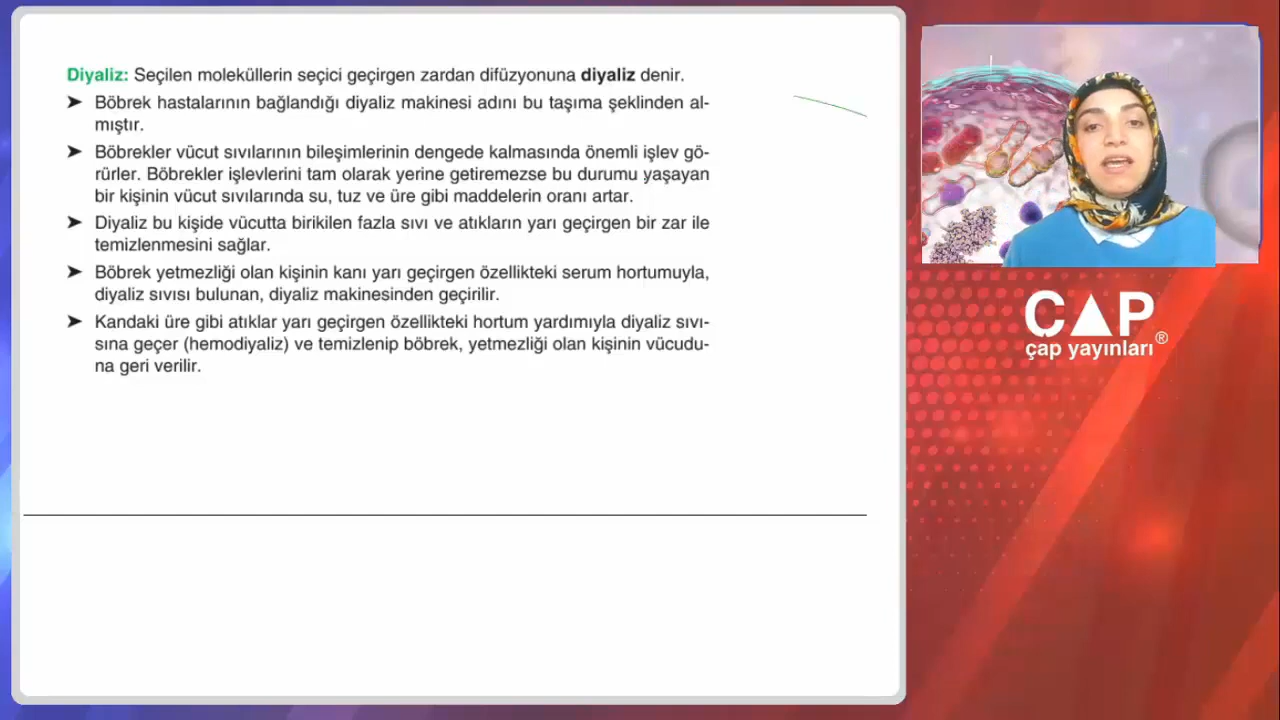 Diyaliz: Seçilen moleküllerin seçici geçirgen zardan difüzyonuna diyaliz denir.
➤ Böbrek hastalarının bağlandığı diyaliz makinesi adını bu taşıma şeklinden al-
mıştır.
➤ Böbrekler vücut sıvılarının bileşimlerinin dengede kalmasında önemli işlev gö-
rürler. Böbrekler işlevlerini tam olarak yerine getiremezse bu durumu yaşayan
bir kişinin vücut sıvılarında su, tuz ve üre gibi maddelerin oranı artar.
➤ Diyaliz bu kişide vücutta birikilen fazla sıvı ve atıkların yarı geçirgen bir zar ile
temizlenmesini sağlar.
➤ Böbrek yetmezliği olan kişinin kanı yarı geçirgen özellikteki serum hortumuyla,
diyaliz sıvısı bulunan, diyaliz makinesinden geçirilir.
➤ Kandaki üre gibi atıklar yarı geçirgen özellikteki hortum yardımıyla diyaliz sıvı-
sına geçer (hemodiyaliz) ve temizlenip böbrek, yetmezliği olan kişinin vücudu-
na geri verilir.
ÇAP
çap yayınları®